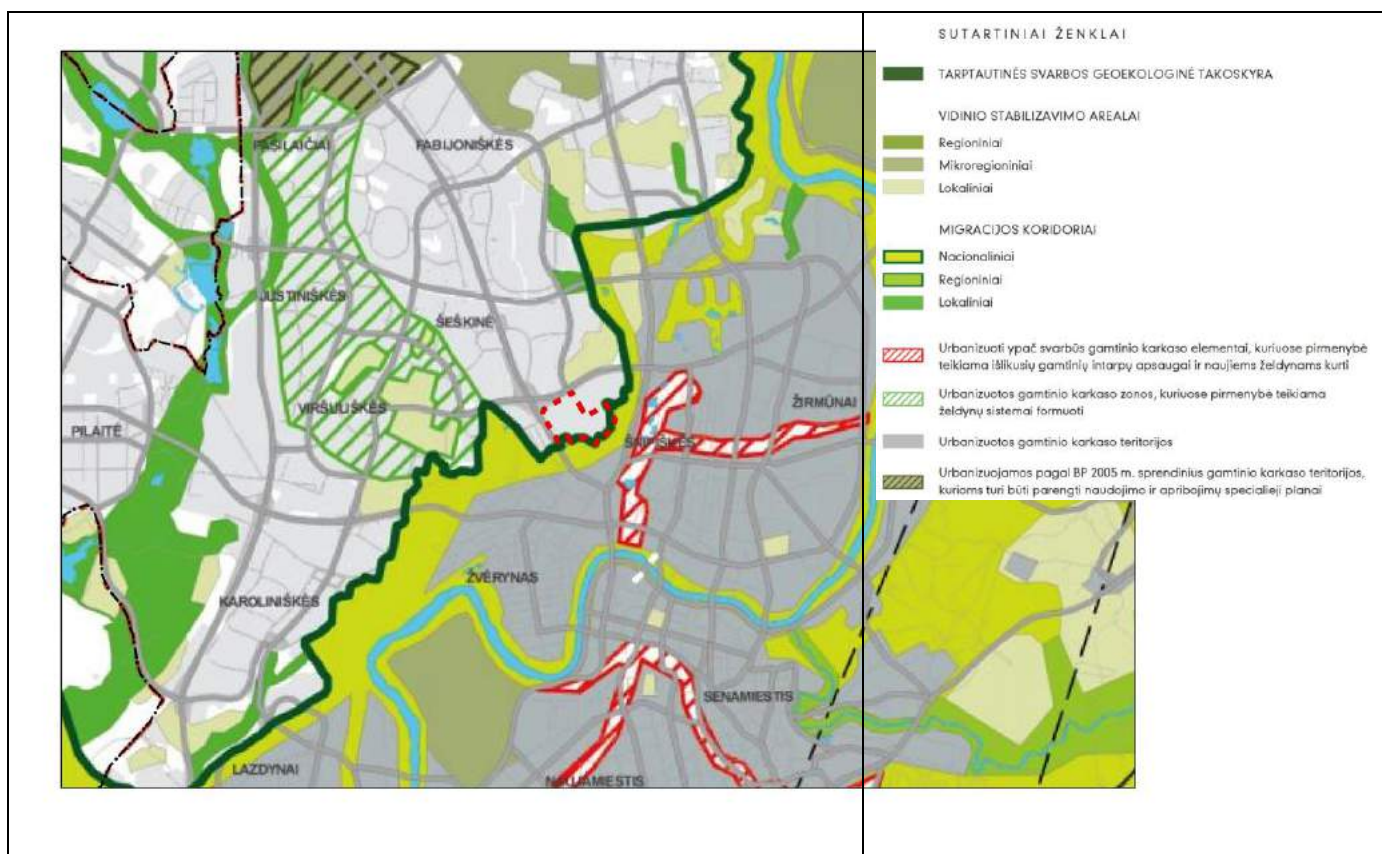 SUTARTINIAI ŽENKLAI
TARPTAUTINĖS SVARBOS GEOEKOLOGINĖ TAKOSKYRA
VIDINIO STABILIZAVIMO AREALAI
Regioniniai
Mikroregioniniai
Lokaliniai
MIGRACIJOS KORIDORIAI
Nacionaliniai
Regioniniai
Lokaliniai
Urbanizuoti ypač svarbūs gamtinio karkaso elementai, kuriuose pirmenybė
teikiama išlikusių gamtinių intarpų apsaugai ir naujiems želdynams kurti
Urbanizuotos gamtinio karkaso zonos, kuriuose pirmenybė teikiama
želdynų sistemai formuoti
Urbanizuotos gamtinio karkaso teritorijos
Urbanizuojamos pagal BP 2005 m. sprendinius gamtinio karkaso teritorijos,
kurioms turi būti parengti naudojimo ir apribojimų specialieji planai
PAŠILAIČIAI
FABIJONIŠKĖS
JUSTINIŠKĖS
ŠEŠKINĖ
VIRŠULIŠKĖS
PILAITĖ
ŽIRMŪNAI
ŠNIPIŠKĖS
ŽVĖRYNAS
KAROLINIŠKĖS
SENAMIESTIS
LAZDYNAI
NAUJAMIESTIS